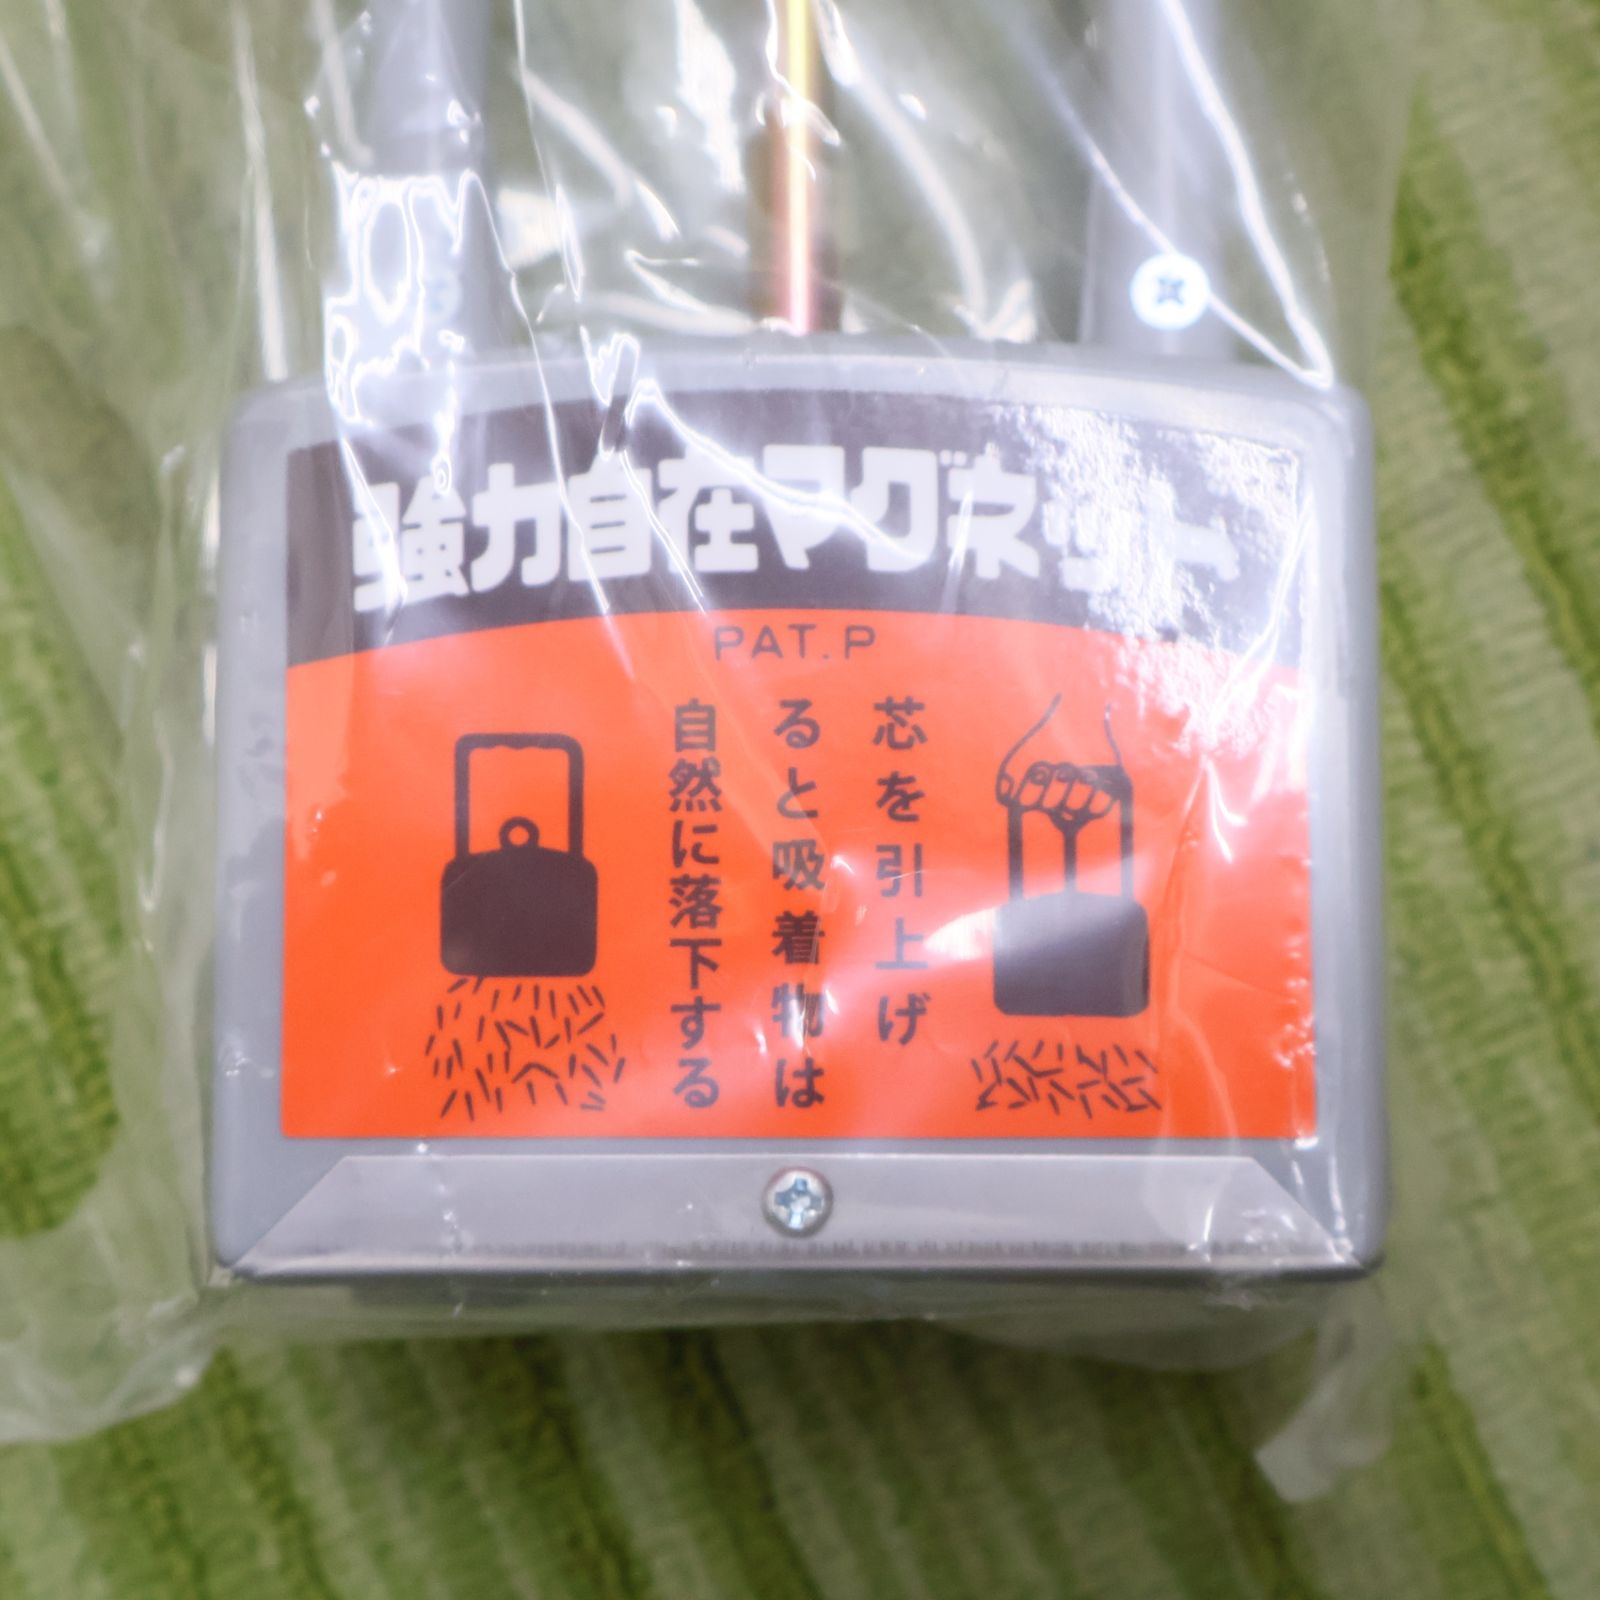 強力自在マグネット
PAT.P
芯を引上げ
ると吸着物は
自然に落下する